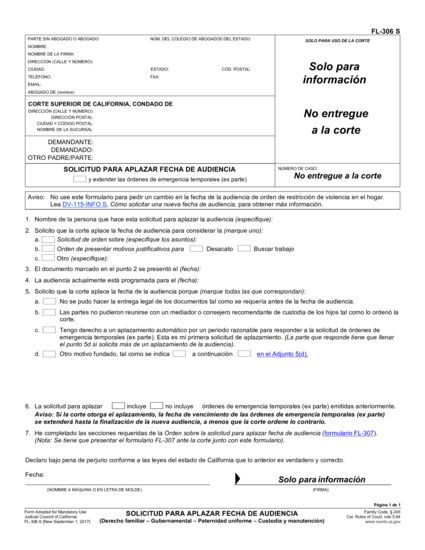 FL-306 S
PARTE SIN ABOGADO O ABOGADO NÚM. DEL COLEGIO DE ABOGADOS DEL ESTADO:
NOMBRE:
NOMBRE DE LA FIRMA:
DIRECCIÓN (CALLE Y NÚMERO):
CIUDAD: ESTADO: COD. POSTAL:
TELÉFONO: FAX:
EMAIL:
ABOGADO DE (nombre):
SOLO PARA USO DE LA CORTE
Solo para
información
No entregue
a la corte
CORTE SUPERIOR DE CALIFORNIA, CONDADO DE
DIRECCIÓN (CALLE Y NÚMERO):
DIRECCIÓN POSTAL:
CIUDAD Y CÓDIGO POSTAL:
NOMBRE DE LA SUCURSAL:
DEMANDANTE:
DEMANDADO:
OTRO PADRE/PARTE:
SOLICITUD PARA APLAZAR FECHA DE AUDIENCIA
y extender las órdenes de emergencia temporales (ex parte)
NÚMERO DE CASO:
No entregue a la corte
Aviso: No use este formulario para pedir un cambio en la fecha de la audiencia de orden de restricción de violencia en el hogar.
Lea DV-115-INFO S, Cómo solicitar una nueva fecha de audiencia, para obtener más información.
1. Nombre de la persona que hace esta solicitud para aplazar la audiencia (especifique):
2. Solicito que la corte aplace la fecha de audiencia para considerar la (marque uno):
a. Solicitud de orden sobre (especifique los asuntos):
b. Orden de presentar motivos justificativos para Desacato Buscar trabajo
c. Otro (especifique):
3. El documento marcado en el punto 2 se presentó el (fecha):
4. La audiencia actualmente está programada para el (fecha):
5. Solicito que la corte aplace la fecha de la audiencia porque (marque todas las que correspondan):
a. No se pudo hacer la entrega legal de los documentos tal como se requería antes de la fecha de audiencia.
b. Las partes no pudieron reunirse con un mediador o consejero recomendante de custodia de los hijos tal como lo ordenó la
corte.
c. Tengo derecho a un aplazamiento automático por un período razonable para responder a la solicitud de órdenes de
emergencia temporales (ex parte). Esta es mi primera solicitud de aplazamiento. (La parte que responde tiene que llenar
el punto 5d si solicita más de un aplazamiento de la audiencia).
d. Otro motivo fundado, tal como se indica a continuación en el Adjunto 5(d).
6. La solicitud para aplazar incluye no incluye órdenes de emergencia temporales (ex parte) emitidas anteriormente.
Aviso: Si la corte otorga el aplazamiento, la fecha de vencimiento de las órdenes de emergencia temporales (ex parte)
se extenderá hasta la finalización de la nueva audiencia, a menos que la corte ordene lo contrario.
7. He completado las secciones requeridas de la Orden sobre la solicitud para aplazar fecha de audiencia (formulario FL-307).
(Nota: Se tiene que presentar el formulario FL-307 ante la corte junto con este formulario).
Declaro bajo pena de perjurio conforme a las leyes del estado de California que lo anterior es verdadero y correcto.
Fecha:
Solo para información
(NOMBRE A MÁQUINA O EN LETRA DE MOLDE) (FIRMA)
Página 1 de 1
Form Adopted for Mandatory Use
Judicial Council of California
FL-306 S [New September 1, 2017]
SOLICITUD PARA APLAZAR FECHA DE AUDIENCIA
(Derecho familiar – Gubernamental – Paternidad uniforme – Custodia y manutención)
Family Code, § 245
Cal. Rules of Court, rule 5.94
www.courts.ca.gov